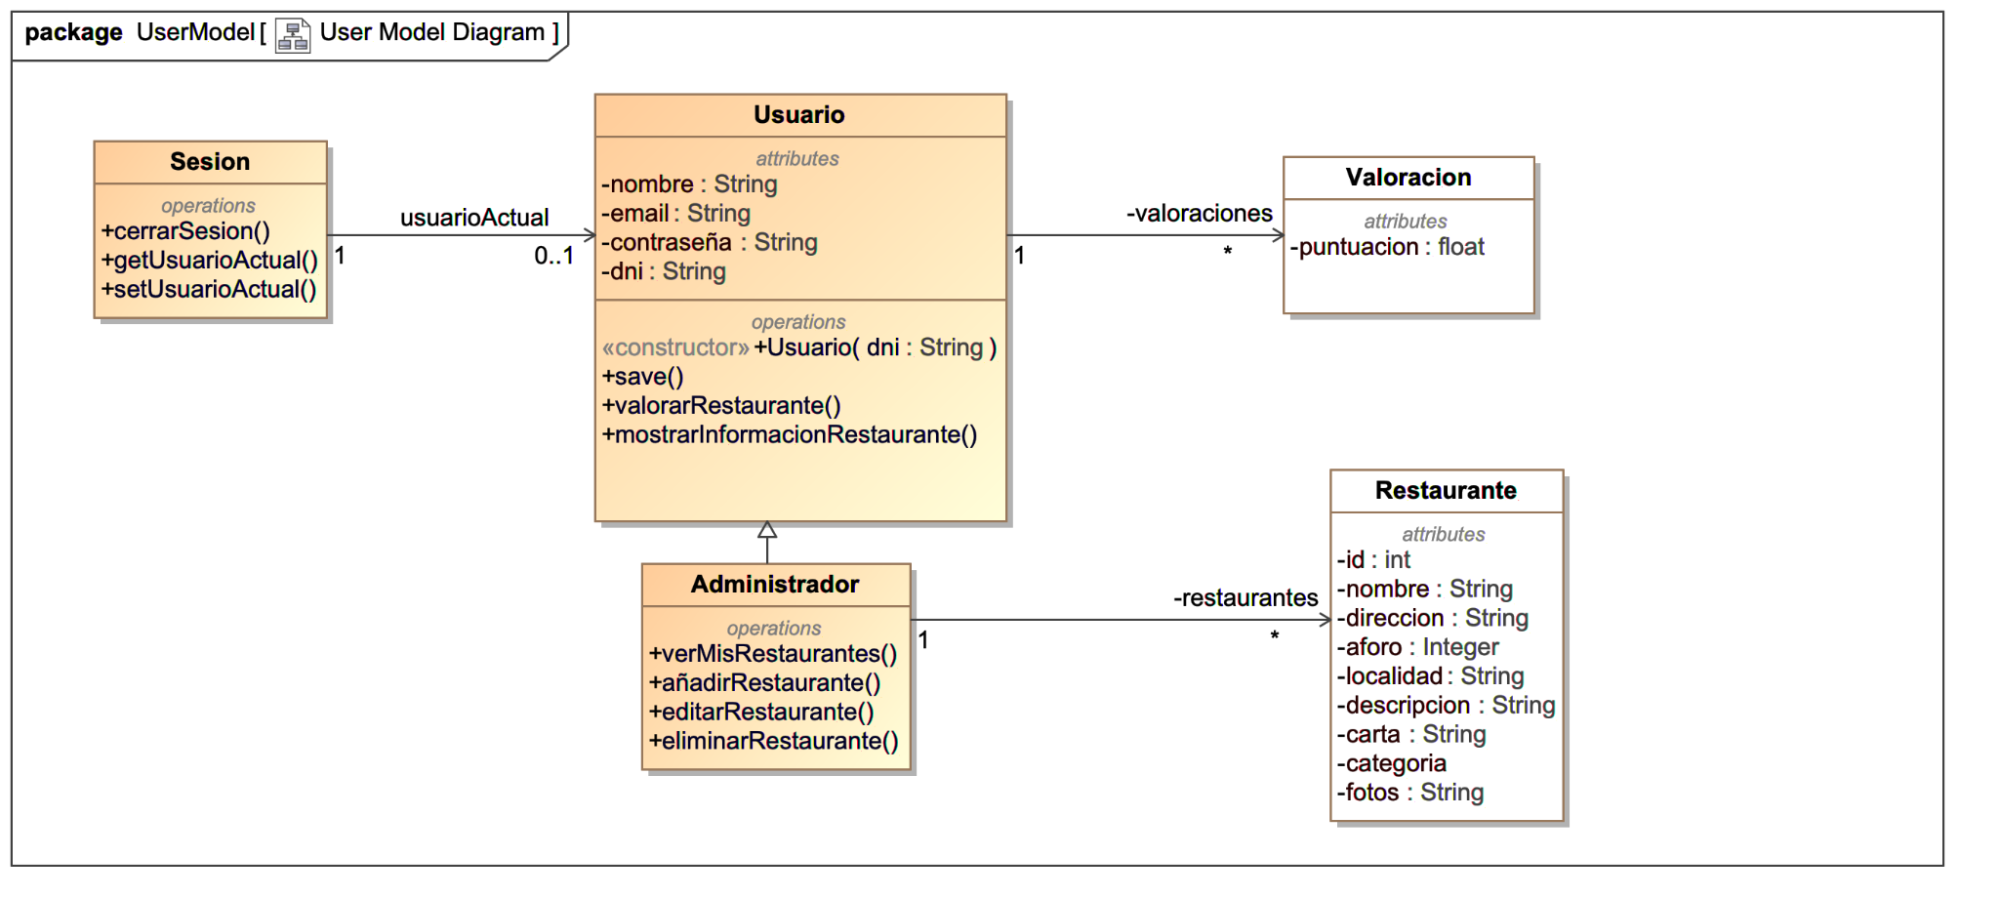 package UserModel [ User Model Diagram ]
Sesion
operations
+cerrarSesion()
+getUsuarioActual()
+setUsuarioActual()
usuarioActual
1
0..1
Usuario
attributes
-nombre : String
-email : String
-contraseña : String
-dni : String
operations
«constructor» +Usuario( dni : String )
+save()
+valorarRestaurante()
+mostrarInformacionRestaurante()
-valoraciones
1
*
Valoracion
attributes
-puntuacion : float
Administrador
operations
+verMisRestaurantes()
+añadirRestaurante()
+editarRestaurante()
+eliminarRestaurante()
-restaurantes
1
*
Restaurante
attributes
-id : int
-nombre : String
-direccion : String
-aforo : Integer
-localidad : String
-descripcion : String
-carta : String
-categoria
-fotos : String